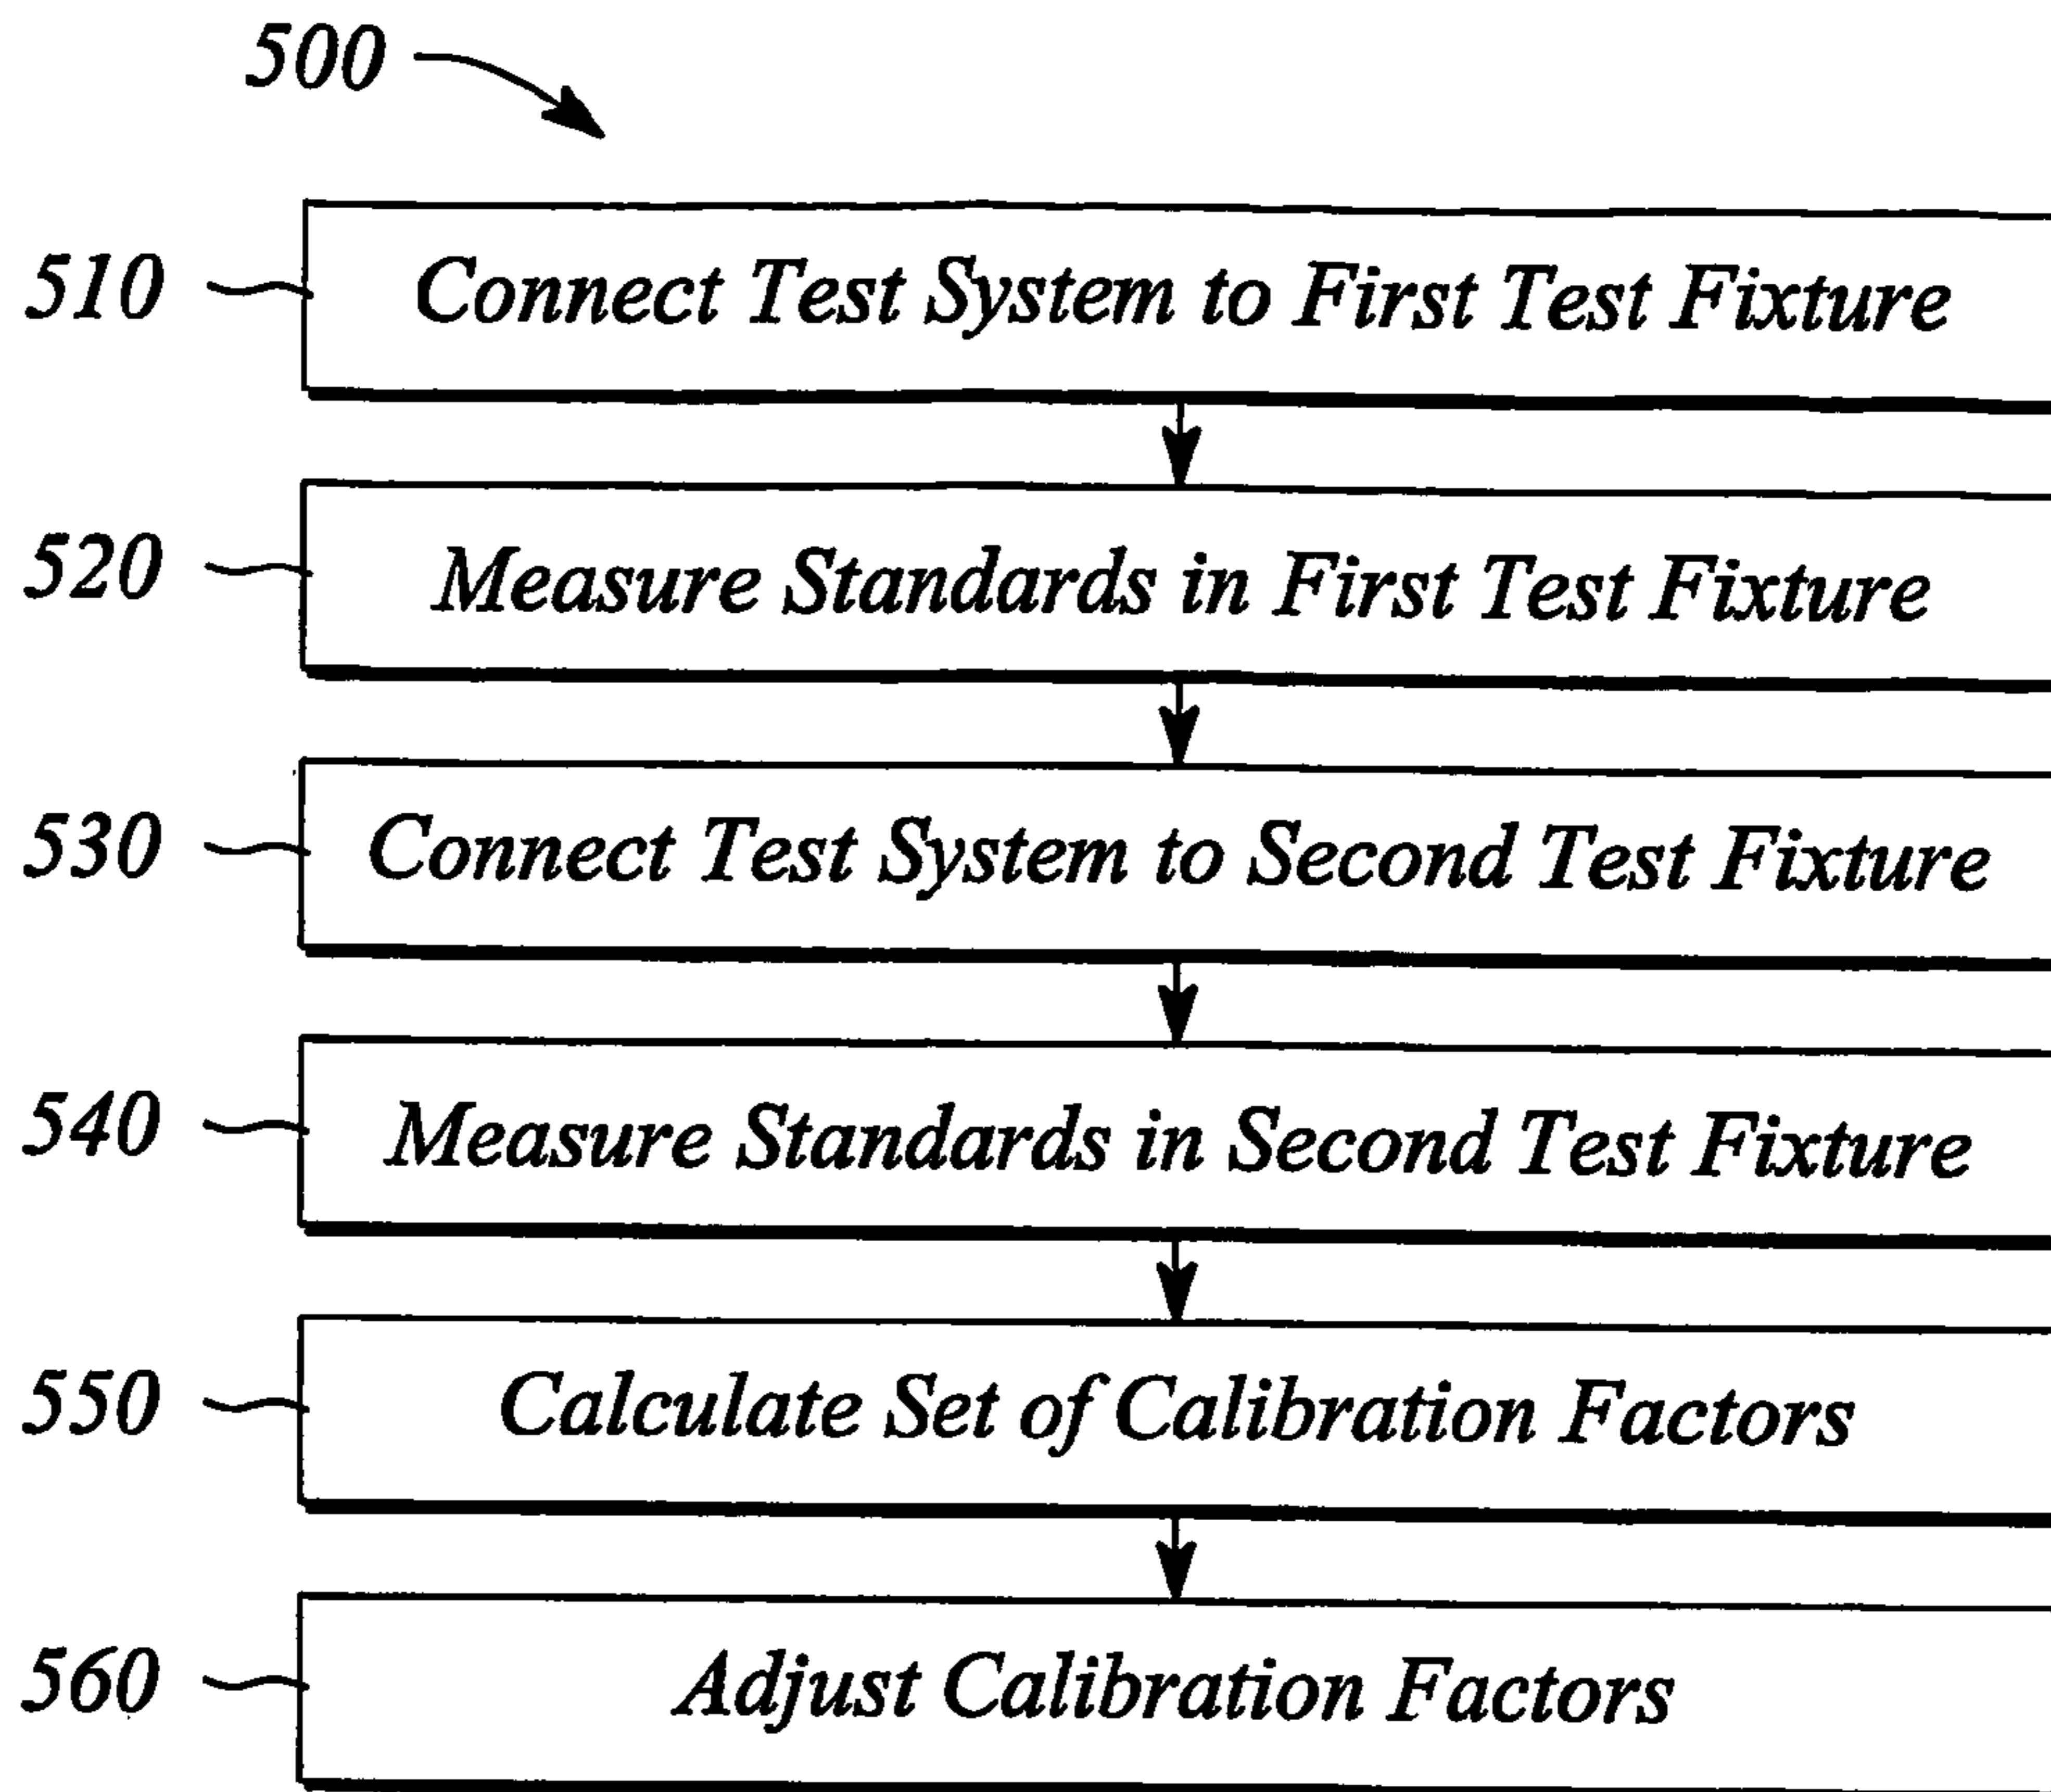 500
510 Connect Test System to First Test Fixture
520 Measure Standards in First Test Fixture
530 Connect Test System to Second Test Fixture
540 Measure Standards in Second Test Fixture
550 Calculate Set of Calibration Factors
560 Adjust Calibration Factors